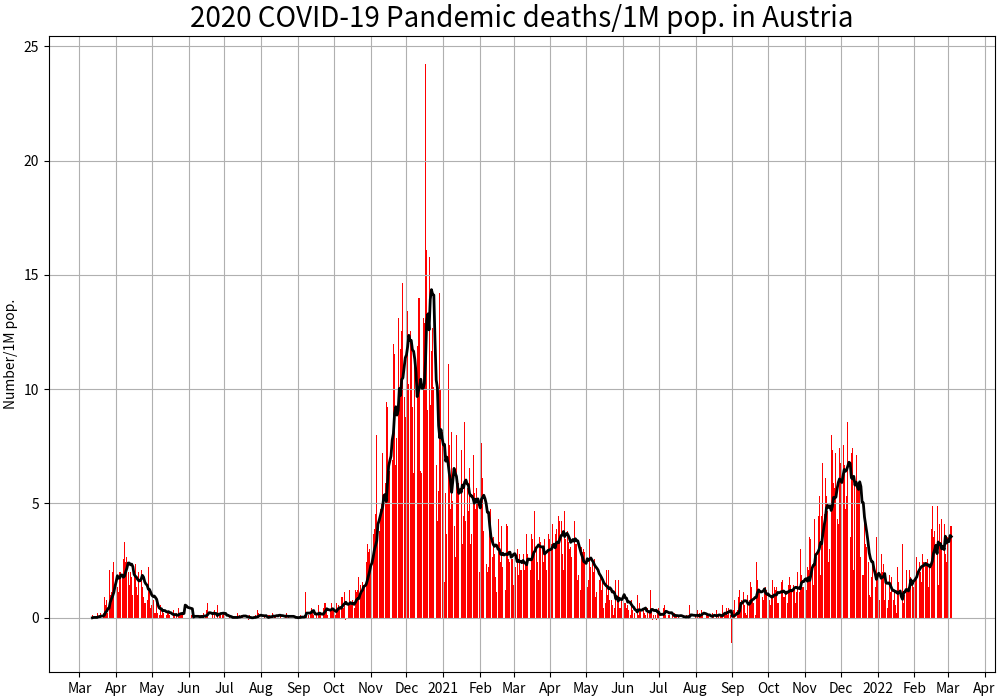 2020 COVID-19 Pandemic deaths/1M pop. in Austria
25
20
15
10
5
0
Number/1M pop.
Mar Apr May Jun Jul Aug Sep Oct Nov Dec 2021 Feb Mar Apr May Jun Jul Aug Sep Oct Nov Dec 2022 Feb Mar Apr